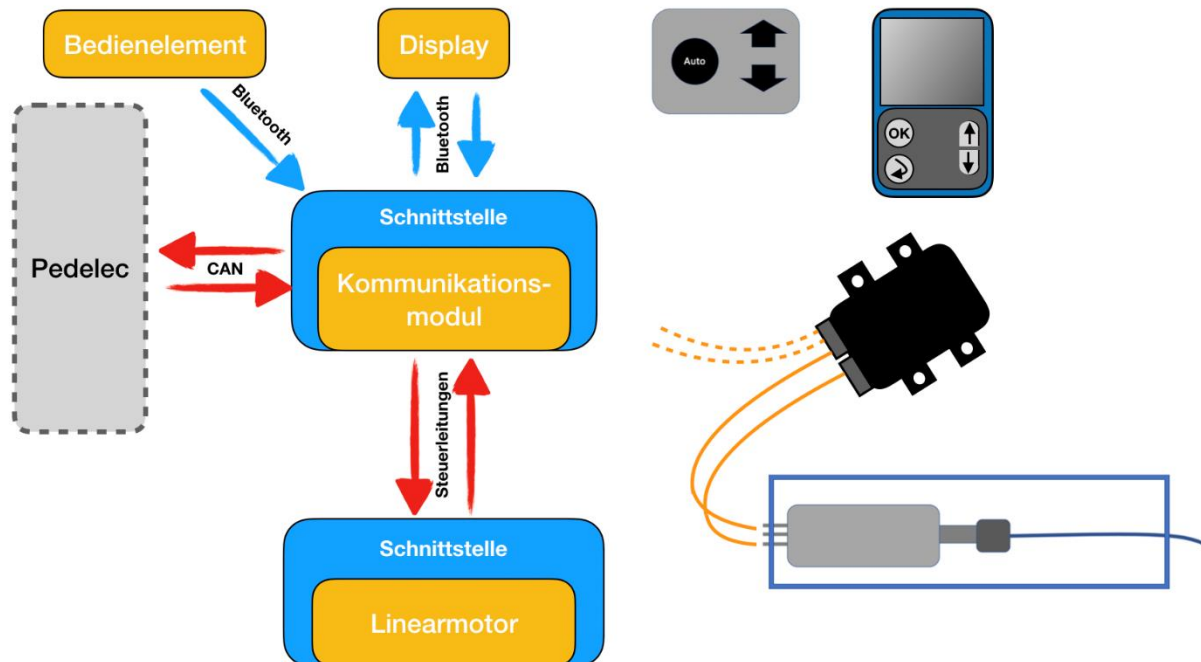 Bedienelement
Display
Auto
Bluetooth
Bluetooth
OK
Schnittstelle
Pedelec
CAN
Kommunikations-
modul
Steuerleitungen
Schnittstelle
Linearmotor